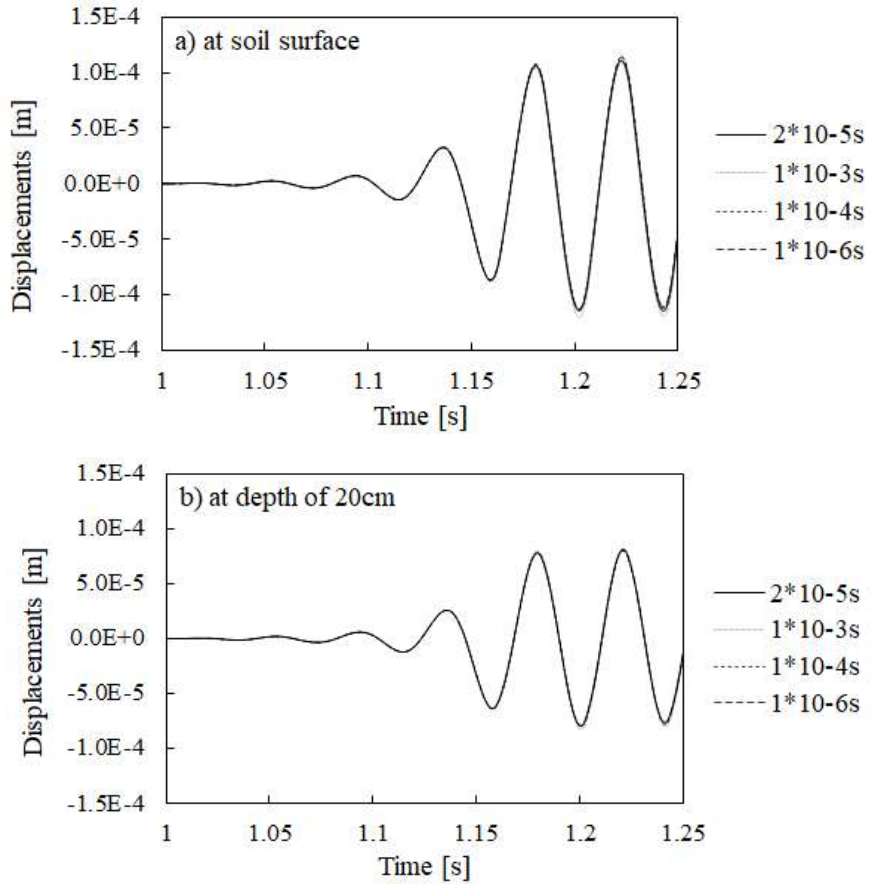 a) at soil surface
1.5E-4
1.0E-4
5.0E-5
0.0E+0
-5.0E-5
-1.0E-4
-1.5E-4
Displacements [m]
1 1.05 1.1 1.15 1.2 1.25
Time [s]
2*10-5s
1*10-3s
1*10-4s
1*10-6s
b) at depth of 20cm
1.5E-4
1.0E-4
5.0E-5
0.0E+0
-5.0E-5
-1.0E-4
-1.5E-4
Displacements [m]
1 1.05 1.1 1.15 1.2 1.25
Time [s]
2*10-5s
1*10-3s
1*10-4s
1*10-6s